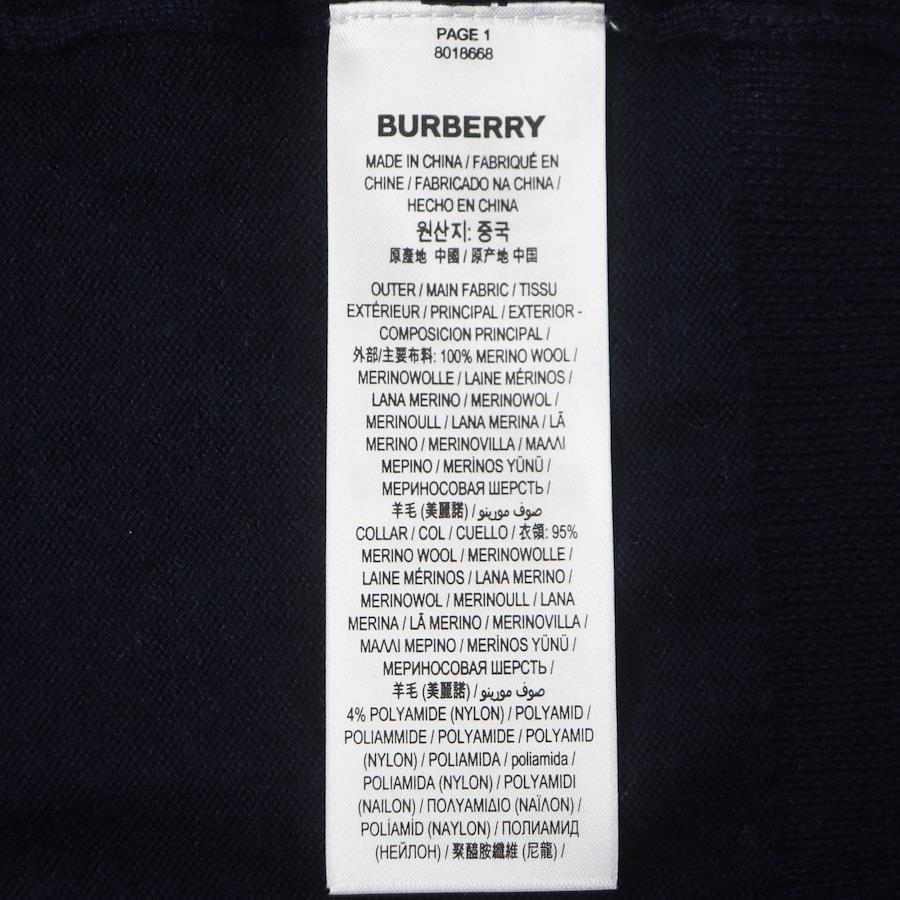 PAGE 1
8018668
BURBERRY
MADE IN CHINA / FABRIQUÉ EN
CHINE / FABRICADO NA CHINA /
HECHO EN CHINA
원산지: 중국
原產地 中國 / 原产地 中国
OUTER / MAIN FABRIC / TISSU
EXTÉRIEUR / PRINCIPAL / EXTERIOR -
COMPOSICION PRINCIPAL /
外部/主要布料: 100% MERINO WOOL /
MERINOWOLLE / LAINE MÉRINOS /
LANA MERINO / MERINOWOL /
MERINOULL / LANA MERINA / LÃ
MERINO / MERINOVILLA / ΜΑΛΛΙ
ΜΕΡΙΝΟ / MERİNOS YÜNÜ /
МЕРИНОСОВАЯ ШЕРСТЬ /
羊毛 (美麗諾) / صوف مورينو /
COLLAR / COL / CUELLO / 衣領: 95%
MERINO WOOL / MERINOWOLLE /
LAINE MÉRINOS / LANA MERINO /
MERINOWOL / MERINOULL / LANA
MERINA / LÃ MERINO / MERINOVILLA /
ΜΑΛΛΙ ΜΕΡΙΝΟ / MERİNOS YÜNÜ /
МЕРИНОСОВАЯ ШЕРСТЬ /
羊毛 (美麗諾) / صوف مورينو /
4% POLYAMIDE (NYLON) / POLYAMID /
POLIAMMIDE / POLYAMIDE / POLYAMID
(NYLON) / POLIAMIDA / poliamida /
POLIAMIDA (NYLON) / POLYAMIDI
(NAILON) / ΠΟΛΥΑΜΙΔΙΟ (ΝΑΪΛΟΝ) /
POLİAMİD (NAYLON) / ПОЛИАМИД
(НЕЙЛОН) / 聚醯胺纖維 (尼龍) /